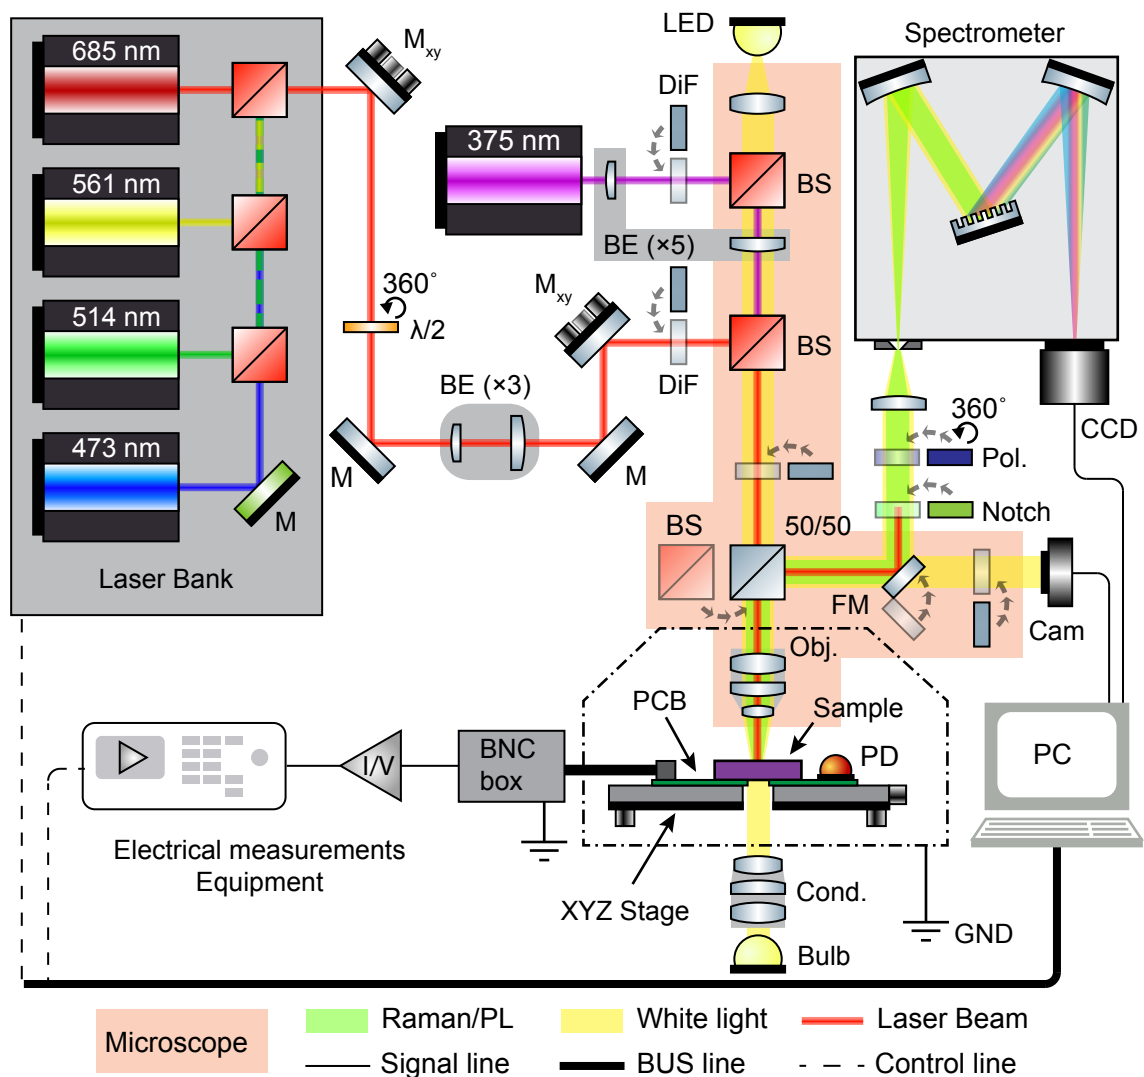 LED
Spectrometer
M_xy
685 nm
DiF
375 nm
BS
561 nm
BE (×5)
360°
M_xy
514 nm
λ/2
BS
DiF
BE (×3)
360°
CCD
473 nm
M
M
Pol.
M
BS
50/50
Notch
Laser Bank
FM
Cam
Obj.
PCB
Sample
BNC
box
I/V
PD
PC
Electrical measurements
Equipment
XYZ Stage
Cond.
GND
Bulb
Microscope
Raman/PL
White light
Laser Beam
Signal line
BUS line
Control line